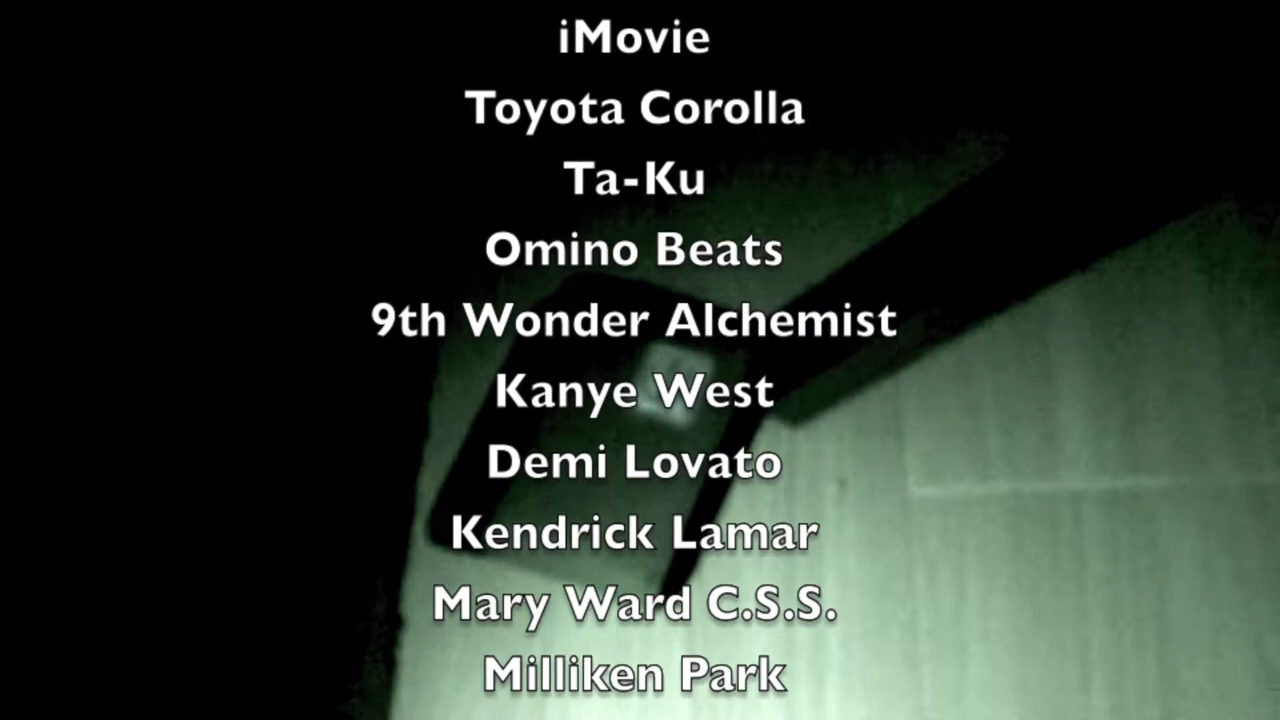 iMovie
Toyota Corolla
Ta-Ku
Omino Beats
9th Wonder Alchemist
Kanye West
Demi Lovato
Kendrick Lamar
Mary Ward C.S.S.
Milliken Park